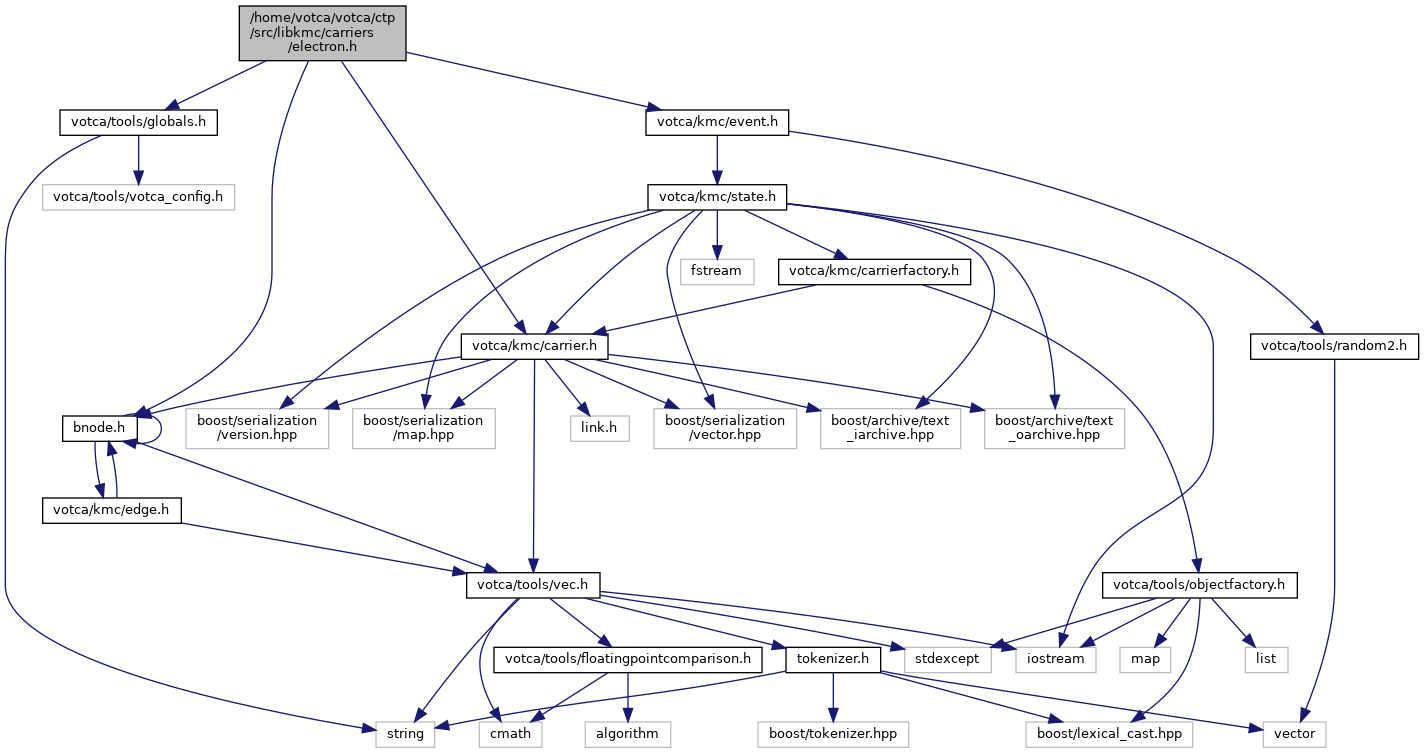 /home/votca/votca/ctp
/src/libkmc/carriers
/electron.h
votca/tools/globals.h
votca/kmc/event.h
votca/tools/votca_config.h
votca/kmc/state.h
fstream
votca/kmc/carrierfactory.h
votca/kmc/carrier.h
votca/tools/random2.h
bnode.h
boost/serialization
/version.hpp
boost/serialization
/map.hpp
link.h
boost/serialization
/vector.hpp
boost/archive/text
_iarchive.hpp
boost/archive/text
_oarchive.hpp
votca/kmc/edge.h
votca/tools/vec.h
votca/tools/objectfactory.h
votca/tools/floatingpointcomparison.h
tokenizer.h
stdexcept
iostream
map
list
string
cmath
algorithm
boost/tokenizer.hpp
boost/lexical_cast.hpp
vector